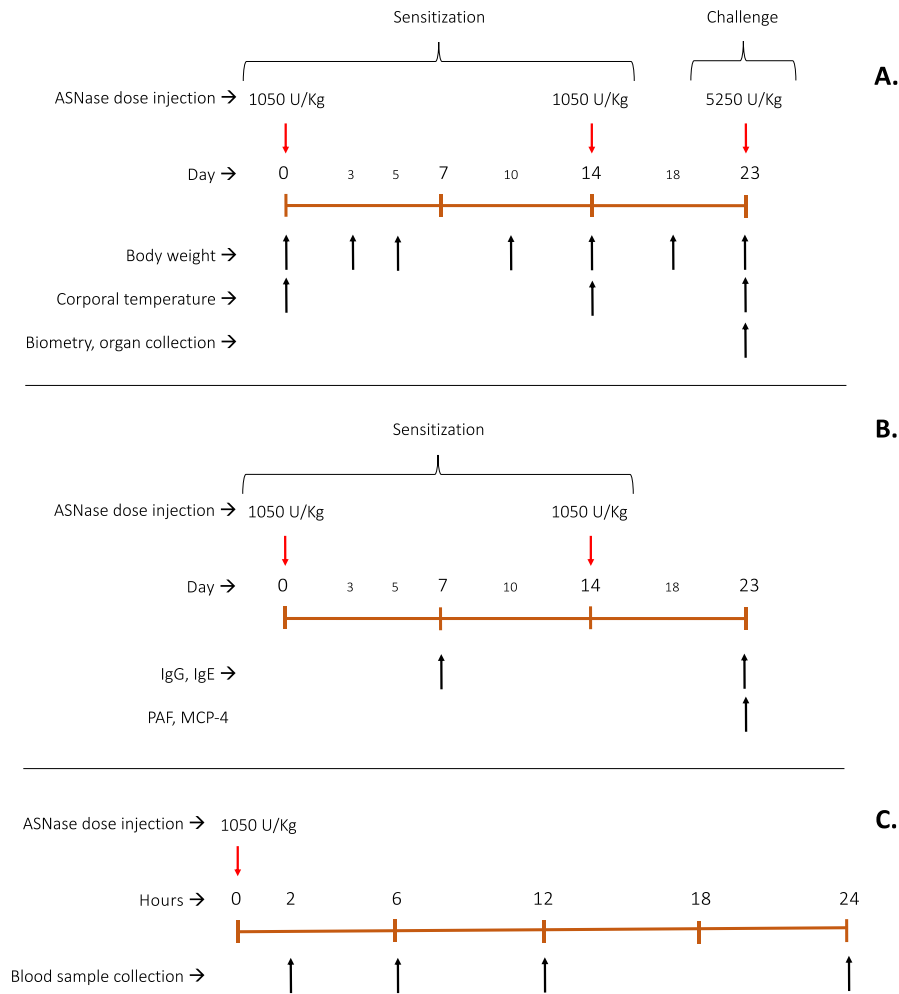 Sensitization Challenge
A.
ASNase dose injection → 1050 U/Kg 1050 U/Kg 5250 U/Kg
Day → 0 3 5 7 10 14 18 23
Body weight →
Corporal temperature →
Biometry, organ collection →
B.
Sensitization
ASNase dose injection → 1050 U/Kg 1050 U/Kg
Day → 0 3 5 7 10 14 18 23
IgG, IgE →
PAF, MCP-4
C.
ASNase dose injection → 1050 U/Kg
Hours → 0 2 6 12 18 24
Blood sample collection →